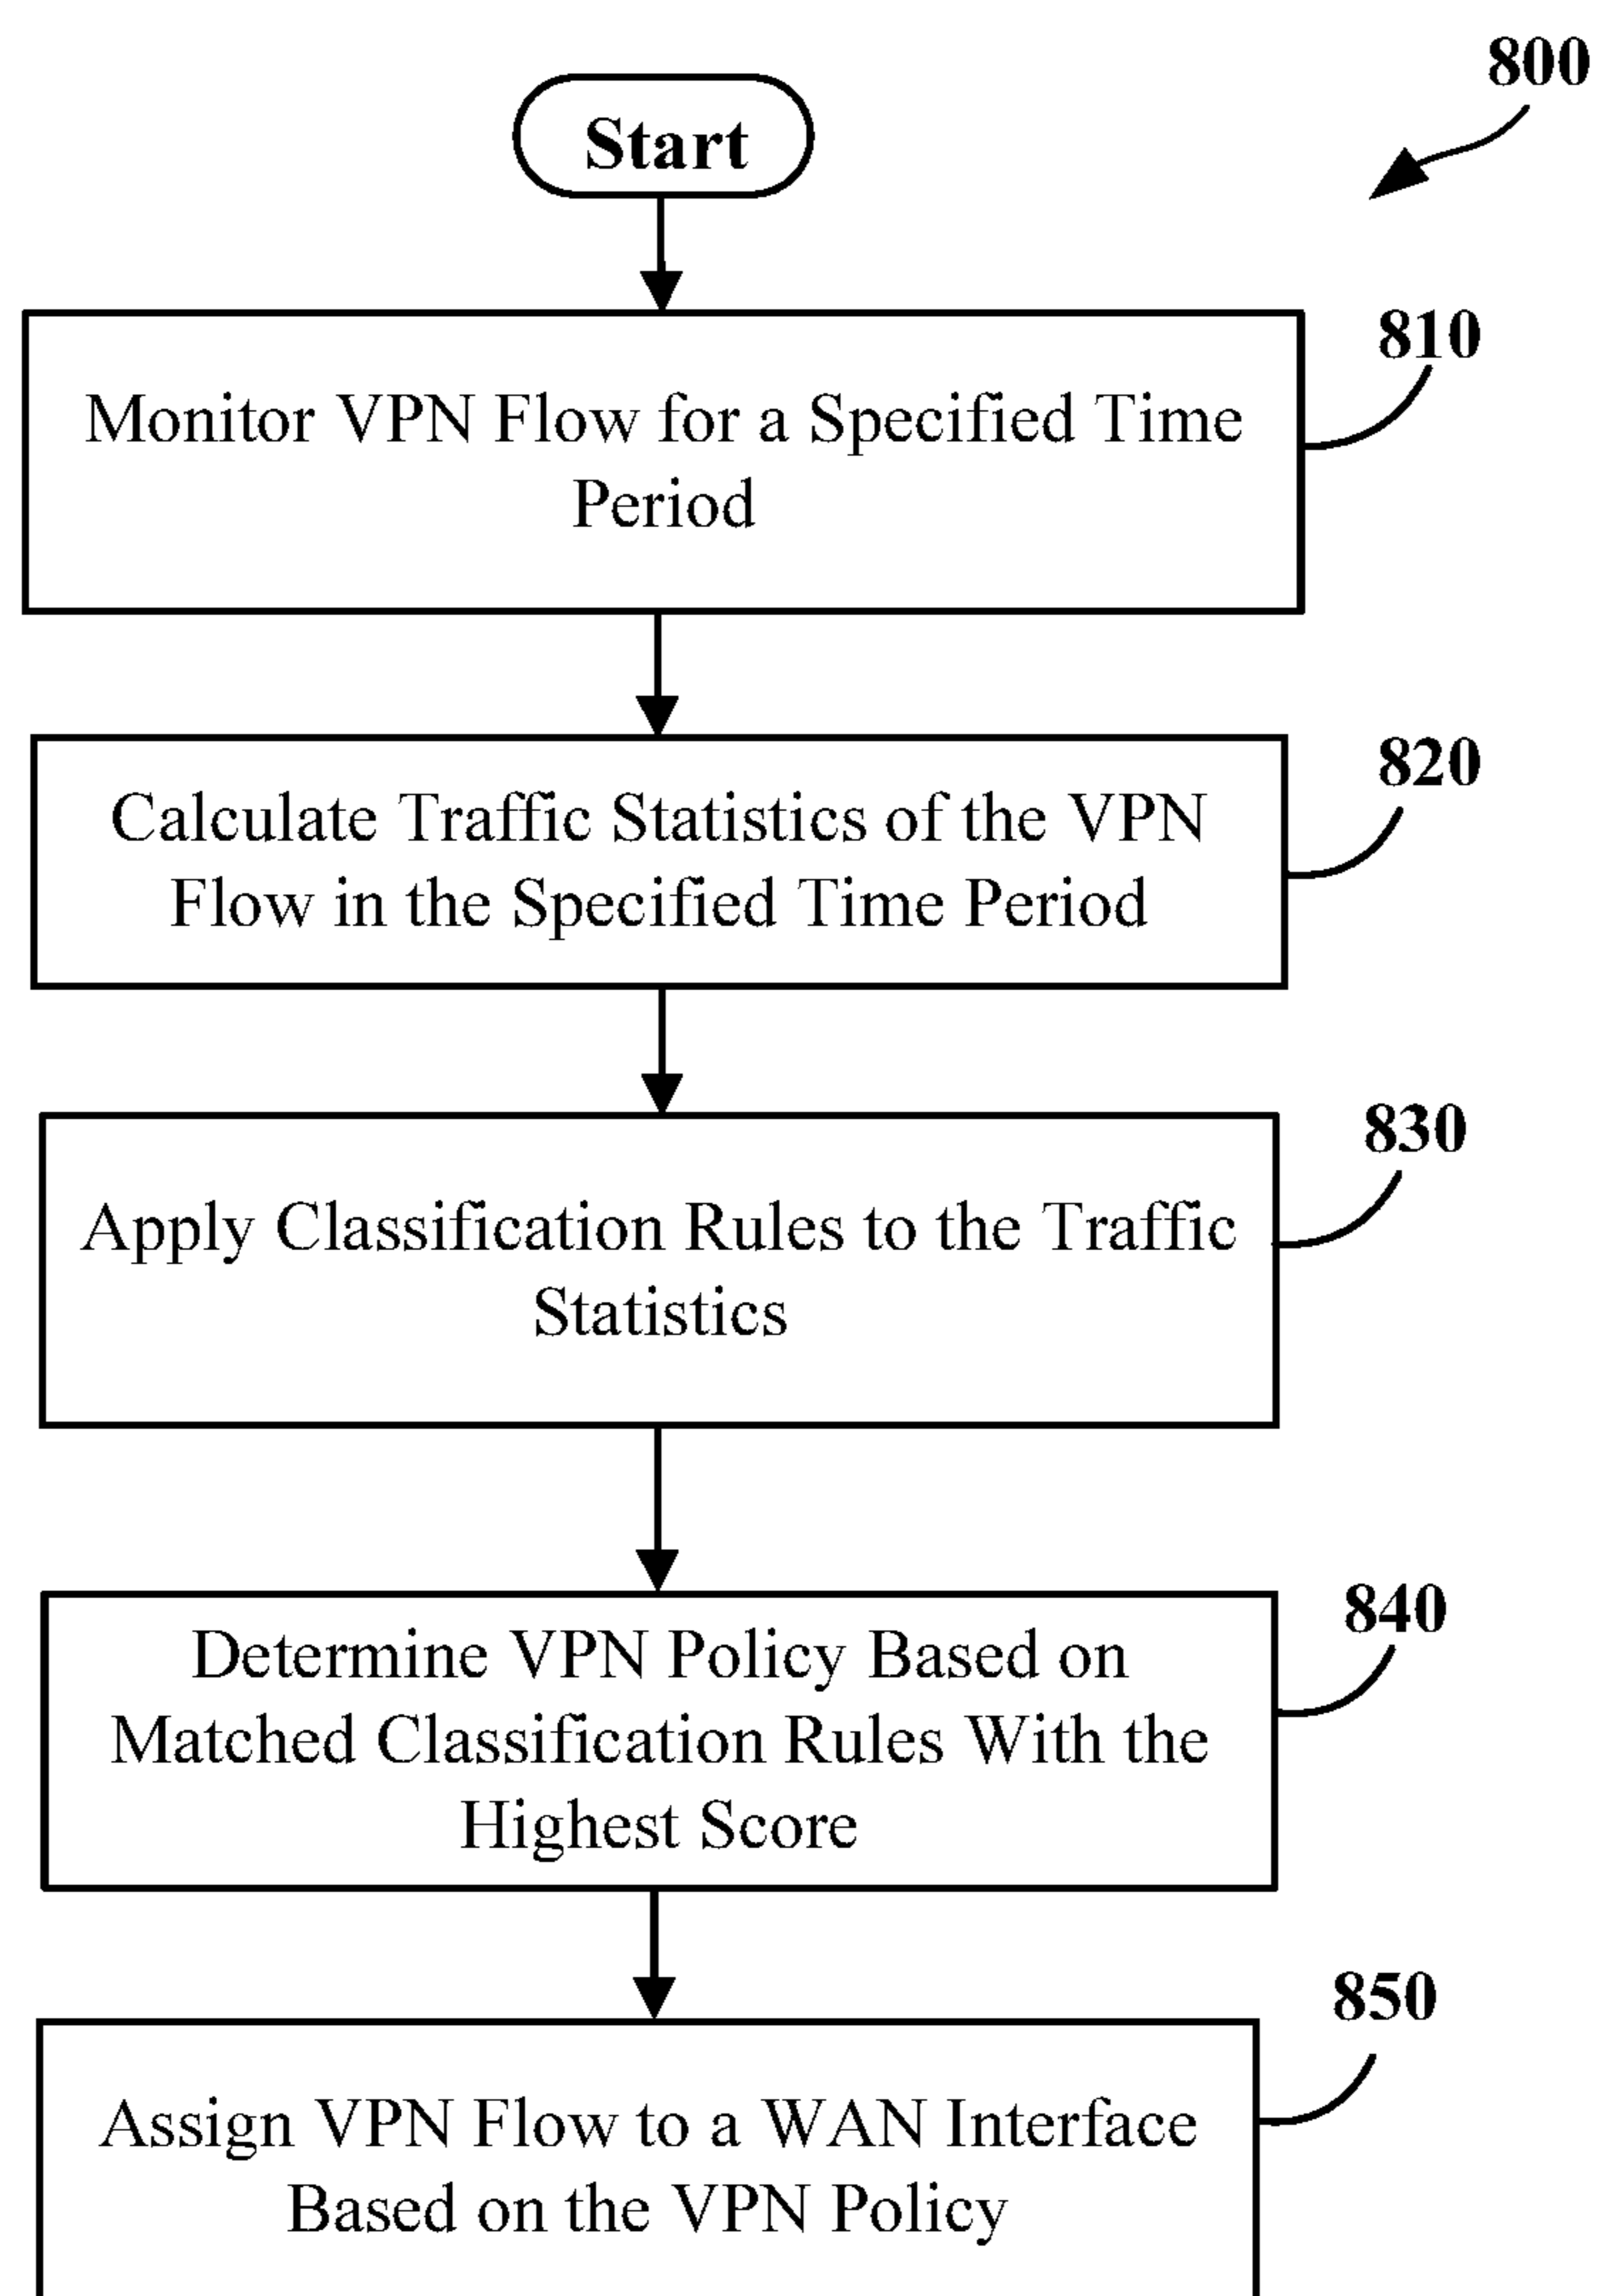 800
Start
810
Monitor VPN Flow for a Specified Time
Period
820
Calculate Traffic Statistics of the VPN
Flow in the Specified Time Period
830
Apply Classification Rules to the Traffic
Statistics
840
Determine VPN Policy Based on
Matched Classification Rules With the
Highest Score
850
Assign VPN Flow to a WAN Interface
Based on the VPN Policy